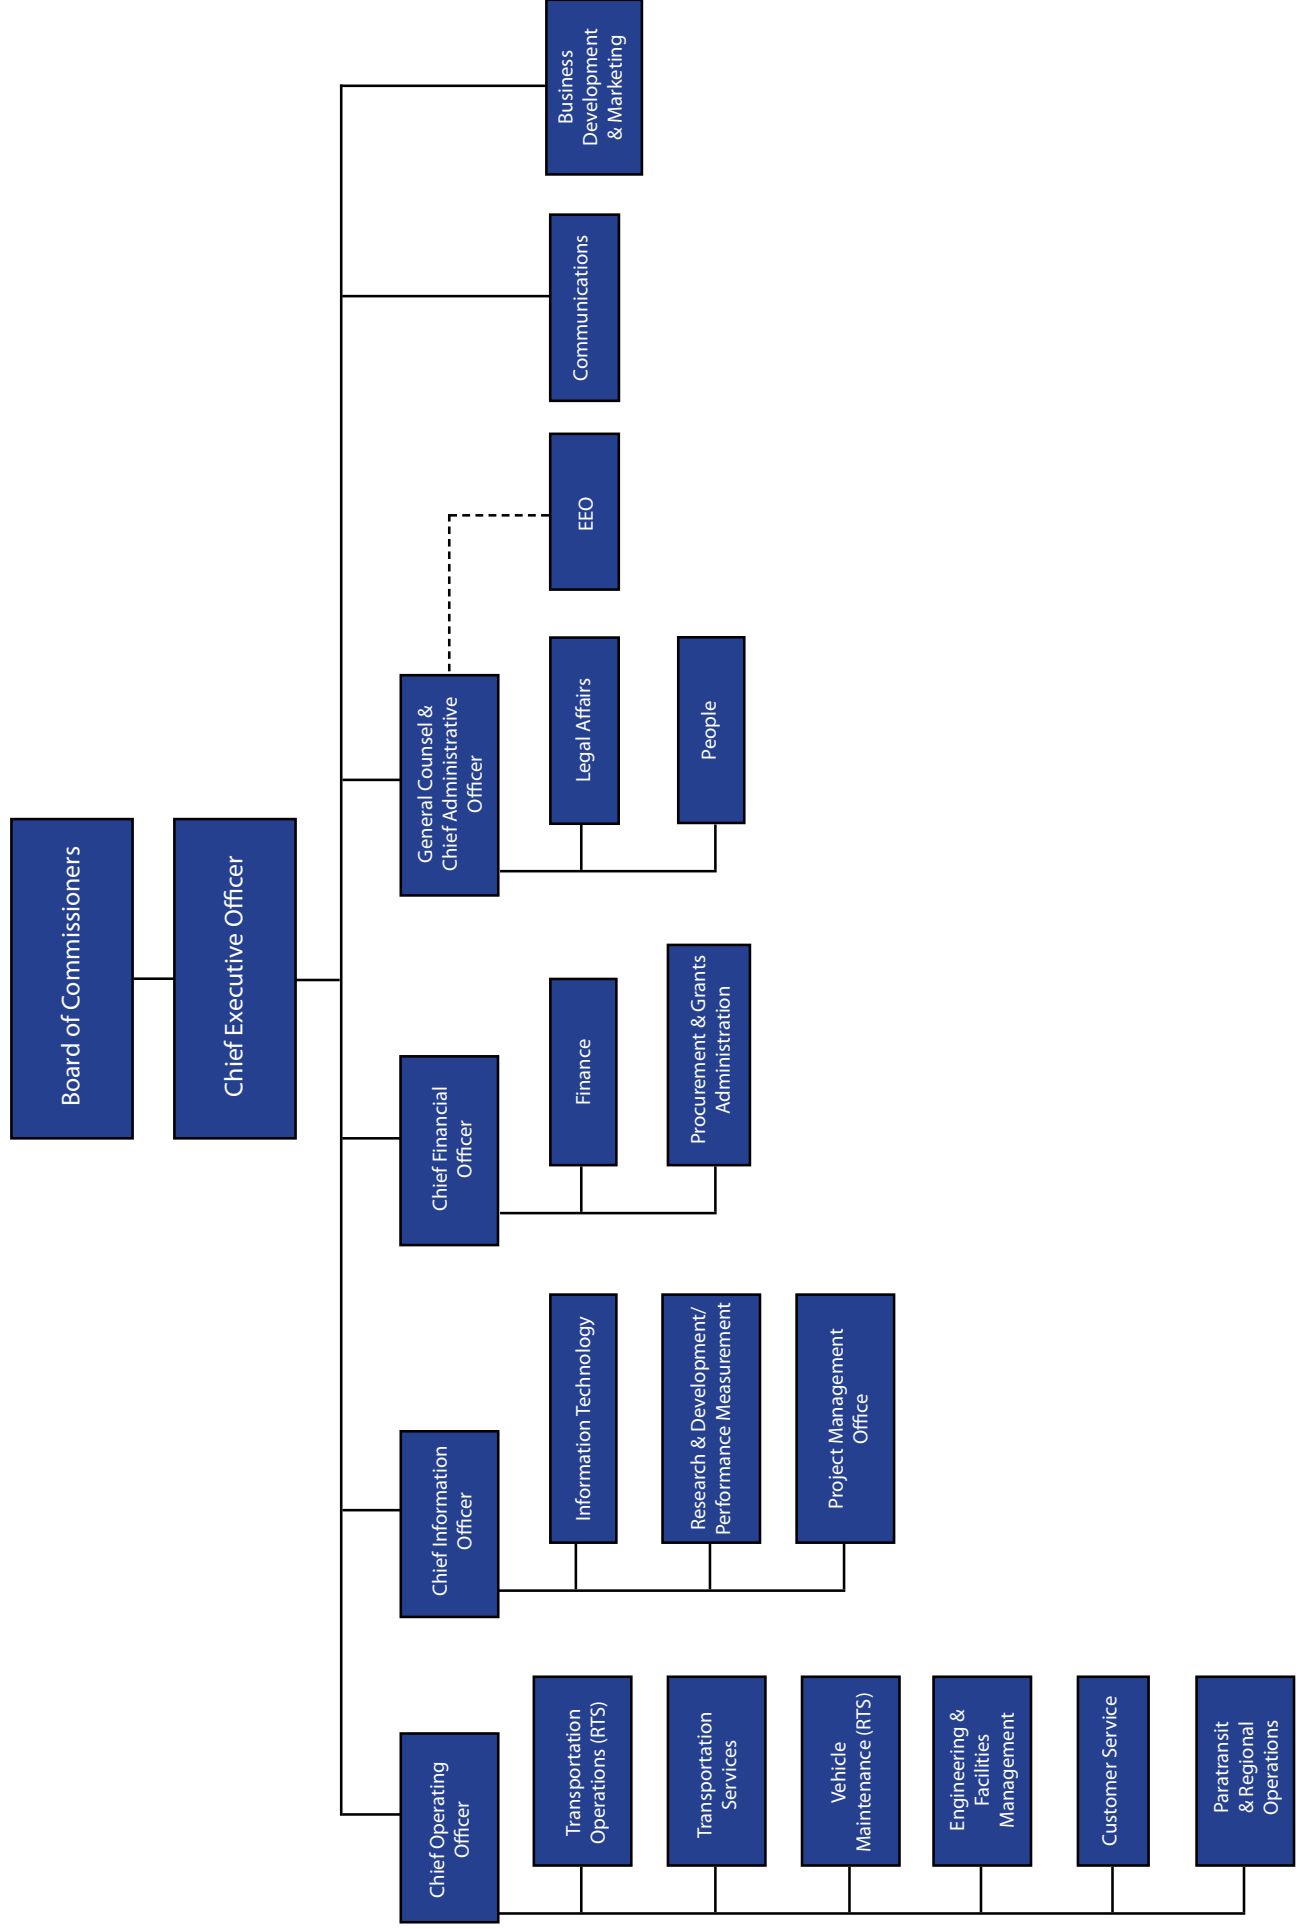 Board of Commissioners
Chief Executive Officer
Chief Operating
Officer
Transportation
Operations (RTS)
Transportation
Services
Vehicle
Maintenance (RTS)
Engineering &
Facilities
Management
Customer Service
Paratransit
& Regional
Operations
Chief Information
Officer
Information Technology
Research & Development/
Performance Measurement
Project Management
Office
Chief Financial
Officer
Finance
Procurement & Grants
Administration
General Counsel &
Chief Administrative
Officer
Legal Affairs
People
EEO
Communications
Business
Development
& Marketing